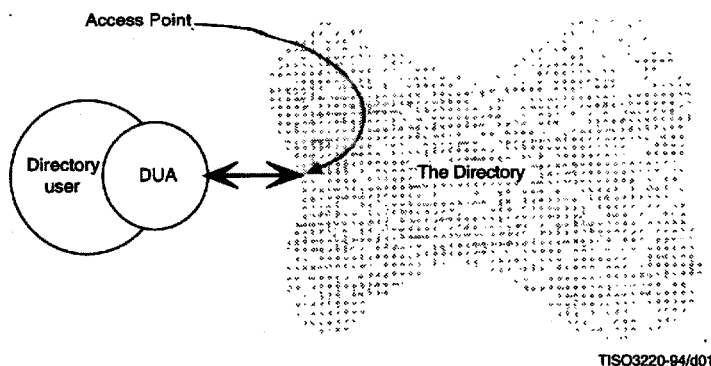 Access Point
Directory
user
DUA
The Directory
TISO3220-94/d01